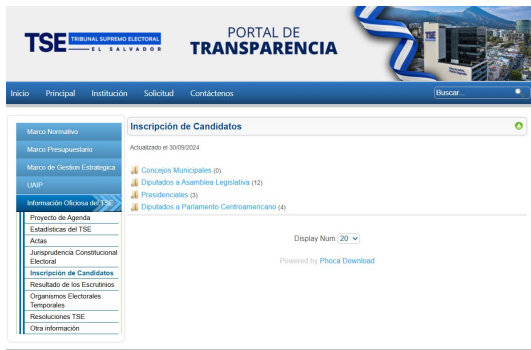 TSE TRIBUNAL SUPREMO ELECTORAL
EL SALVADOR
PORTAL DE
TRANSPARENCIA
TSE
Inicio Principal Institución Solicitud Contáctenos Buscar...
Marco Normativo
Marco Presupuestario
Marco de Gestion Estrategica
UAIP
Información Oficiosa del TSE
Proyecto de Agenda
Estadísticas del TSE
Actas
Jurisprudencia Constitucional
Electoral
Inscripción de Candidatos
Resultado de los Escrutinios
Organismos Electorales
Temporales
Resoluciones TSE
Otra información
Inscripción de Candidatos
Actualizado el 30/09/2024
Concejos Municipales (0)
Diputados a Asamblea Legislativa (12)
Presidenciales (3)
Diputados a Parlamento Centroamericano (4)
Display Num 20
Powered by Phoca Download